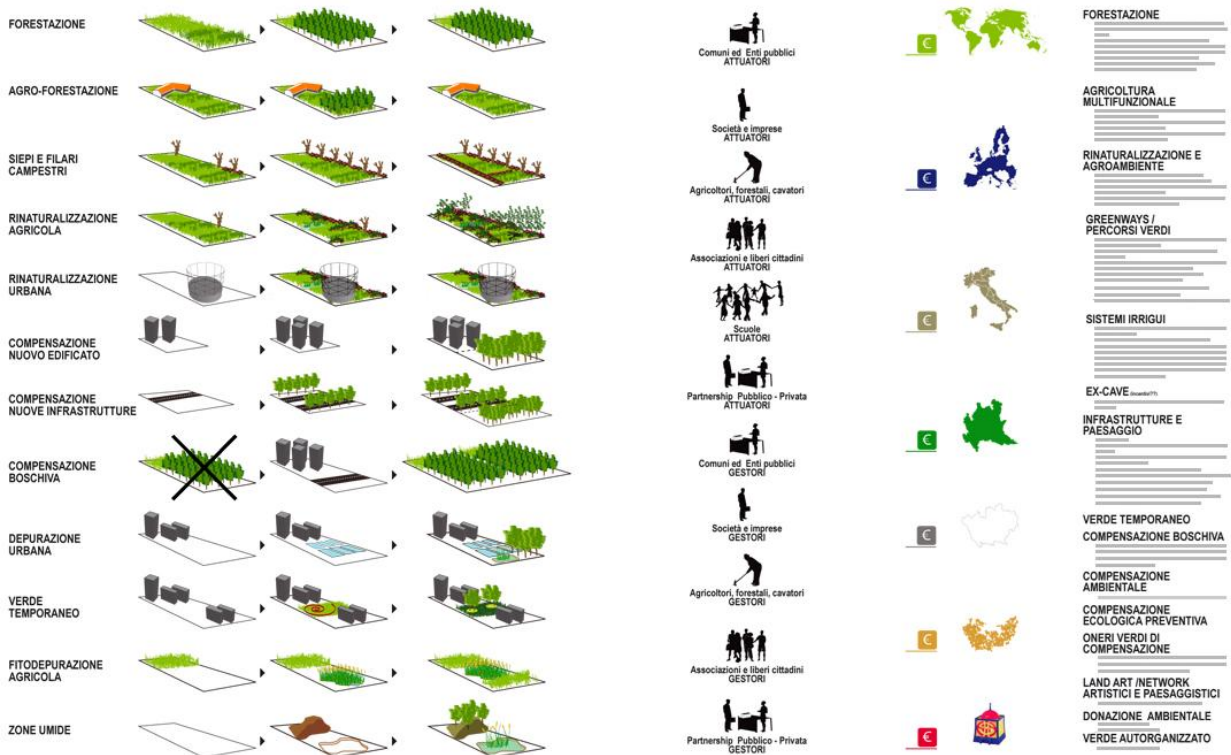 FORESTAZIONE
AGRO-FORESTAZIONE
SIEPI E FILARI
CAMPESTRI
RINATURALIZZAZIONE
AGRICOLA
RINATURALIZZAZIONE
URBANA
COMPENSAZIONE
NUOVO EDIFICATO
COMPENSAZIONE
NUOVE INFRASTRUTTURE
COMPENSAZIONE
BOSCHIVA
DEPURAZIONE
URBANA
VERDE
TEMPORANEO
FITODEPURAZIONE
AGRICOLA
ZONE UMIDE
Comuni ed Enti pubblici
ATTUATORI
Società e imprese
ATTUATORI
Agricoltori, forestali, cavatori
ATTUATORI
Associazioni e liberi cittadini
ATTUATORI
Scuole
ATTUATORI
Partnership Pubblico - Privata
ATTUATORI
Comuni ed Enti pubblici
GESTORI
Società e imprese
GESTORI
Agricoltori, forestali, cavatori
GESTORI
Associazioni e liberi cittadini
GESTORI
Partnership Pubblico - Privata
GESTORI
€
€
€
€
€
€
€
$
FORESTAZIONE
AGRICOLTURA
MULTIFUNZIONALE
RINATURALIZZAZIONE E
AGROAMBIENTE
GREENWAYS /
PERCORSI VERDI
SISTEMI IRRIGUI
EX-CAVE
INFRASTRUTTURE E
PAESAGGIO
VERDE TEMPORANEO
COMPENSAZIONE BOSCHIVA
COMPENSAZIONE
AMBIENTALE
COMPENSAZIONE
ECOLOGICA PREVENTIVA
ONERI VERDI DI
COMPENSAZIONE
LAND ART /NETWORK
ARTISTICI E PAESAGGISTICI
DONAZIONE AMBIENTALE
VERDE AUTORGANIZZATO